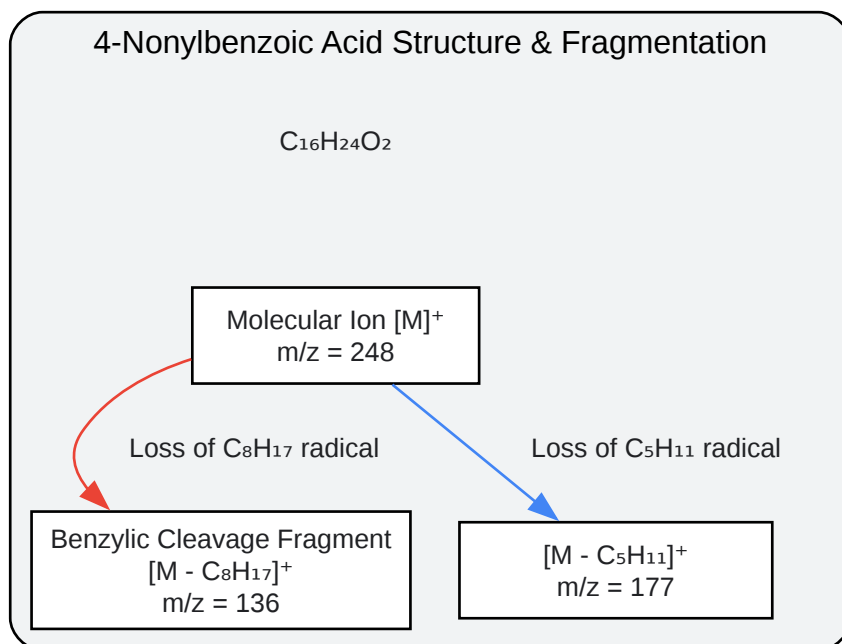 4-Nonylbenzoic Acid Structure & Fragmentation
C₁₆H₂₄O₂
Molecular Ion [M]⁺
m/z = 248
Loss of C₈H₁₇ radical
Loss of C₅H₁₁ radical
Benzylic Cleavage Fragment
[M - C₈H₁₇]⁺
m/z = 136
[M - C₅H₁₁]⁺
m/z = 177